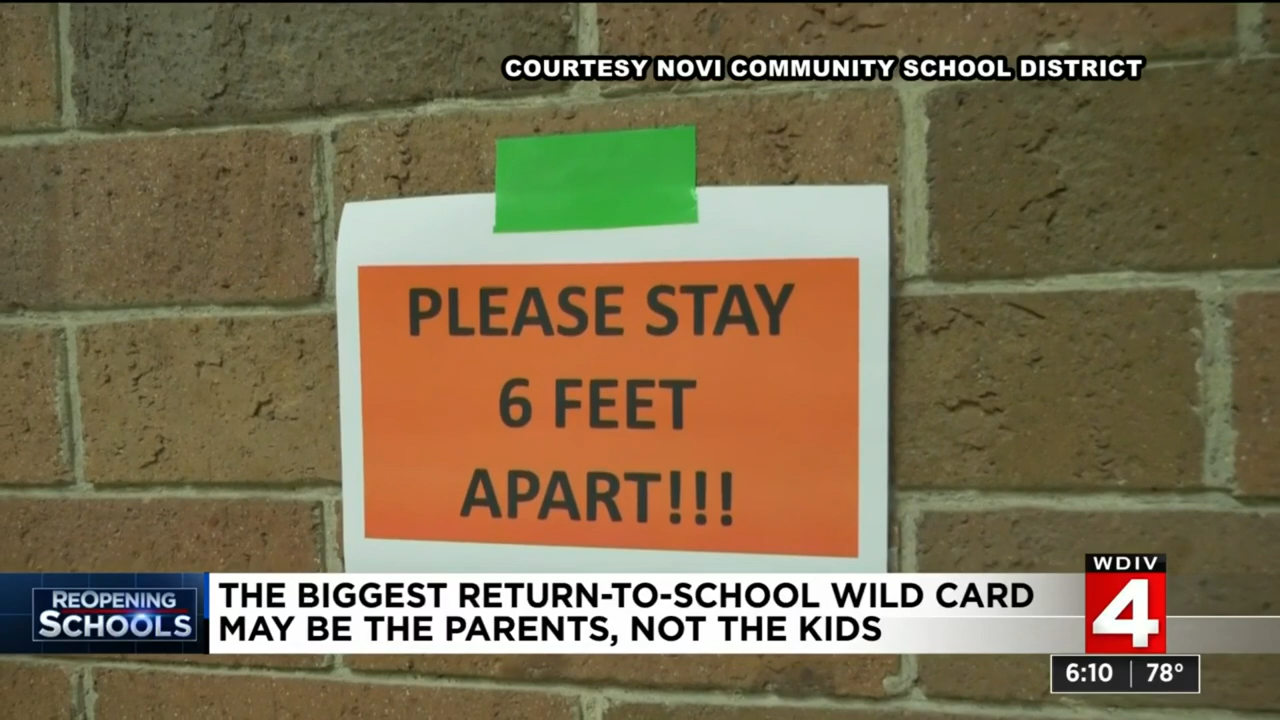 COURTESY NOVI COMMUNITY SCHOOL DISTRICT
PLEASE STAY
6 FEET
APART!!!
REOPENING
SCHOOLS
THE BIGGEST RETURN-TO-SCHOOL WILD CARD
MAY BE THE PARENTS, NOT THE KIDS
WDIV
4
6:10 | 78°